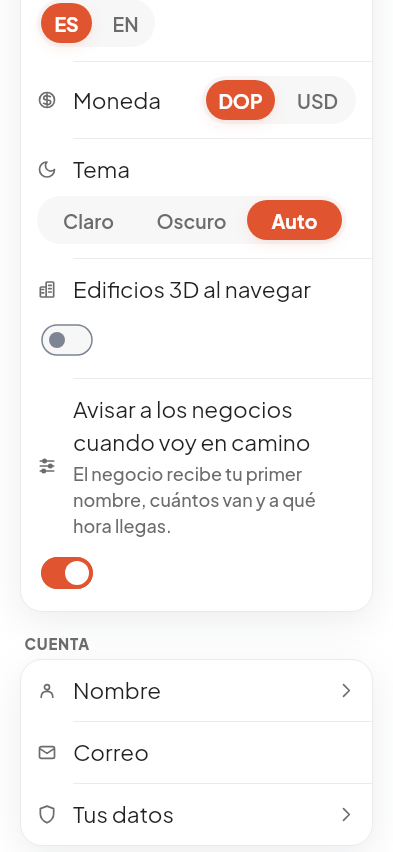 ES EN
Moneda DOP USD
Tema
Claro Oscuro Auto
Edificios 3D al navegar
Avisar a los negocios
cuando voy en camino
El negocio recibe tu primer
nombre, cuántos van y a qué
hora llegas.
CUENTA
Nombre
Correo
Tus datos